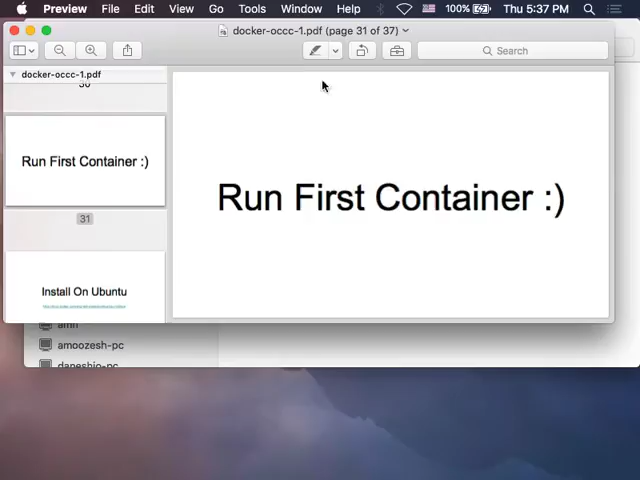 Preview File Edit View Go Tools Window Help 100% Thu 5:37 PM
docker-occc-1.pdf (page 31 of 37)
Search
docker-occc-1.pdf
30
Run First Container :)
31
Install On Ubuntu
Run First Container :)
amn
amoozesh-pc
daneshjo-pc